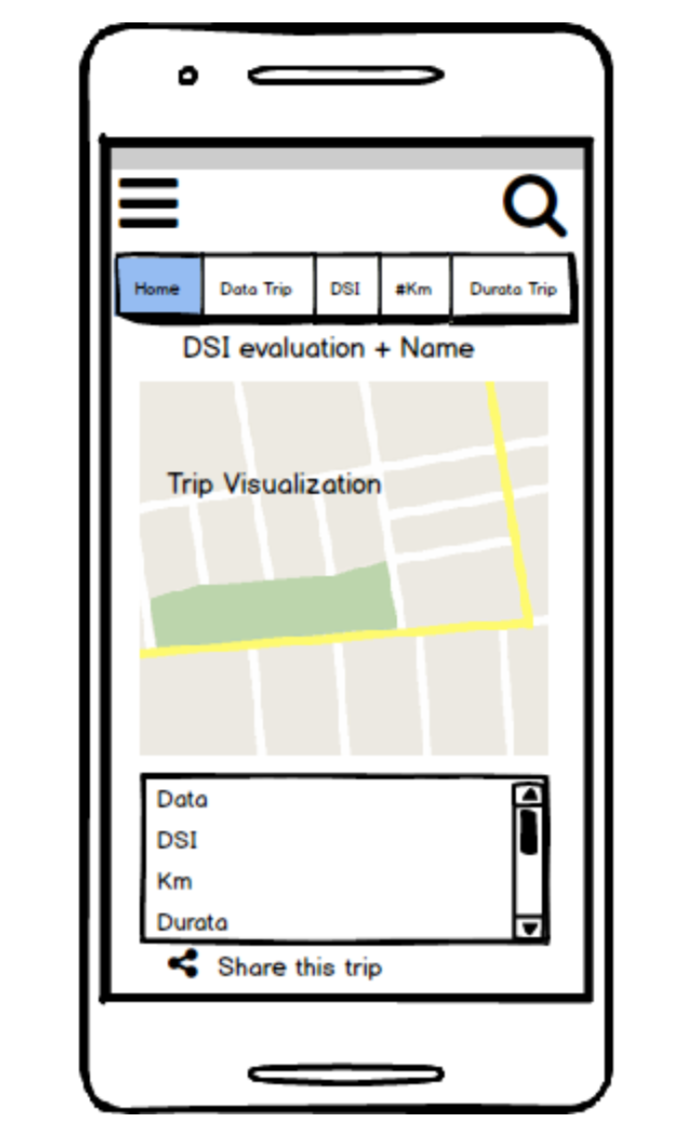 Home Data Trip DSI #Km Durata Trip
DSI evaluation + Name
Trip Visualization
Data
DSI
Km
Durata
Share this trip